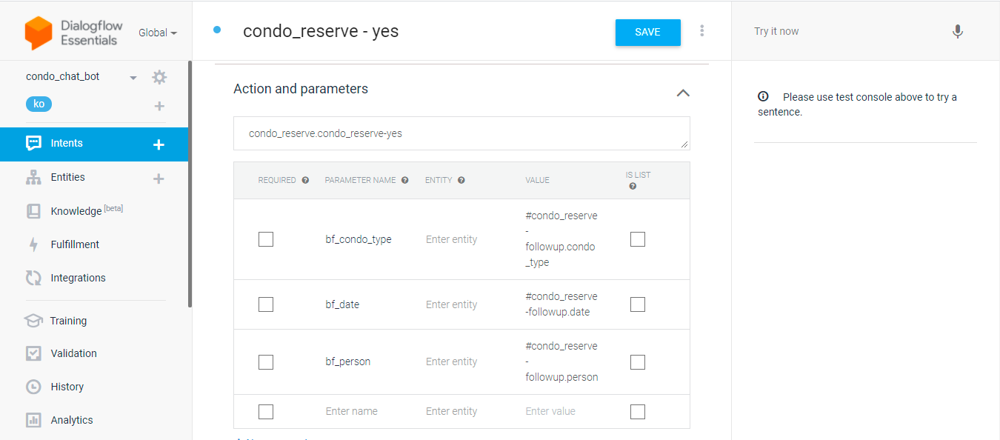 Dialogflow
Essentials
Global
condo_reserve - yes
SAVE
Try it now
condo_chat_bot
ko
Intents
Entities
Knowledge [beta]
Fulfillment
Integrations
Training
Validation
History
Analytics
Action and parameters
condo_reserve.condo_reserve-yes
REQUIRED PARAMETER NAME ENTITY VALUE IS LIST
bf_condo_type Enter entity #condo_reserve
-
followup.condo
_type
bf_date Enter entity #condo_reserve
-followup.date
bf_person Enter entity #condo_reserve
-
followup.person
Enter name Enter entity Enter value
Please use test console above to try a
sentence.